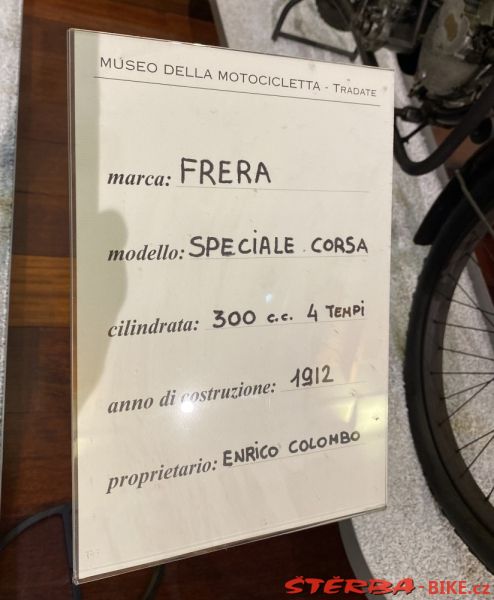 MUSEO DELLA MOTOCICLETTA - TRADATE
marca: FRERA
modello: SPECIALE CORSA
cilindrata: 300 c.c. 4 TEMPI
anno di costruzione: 1912
proprietario: ENRICO COLOMBO
ŠTĚRBA-BIKE.cz